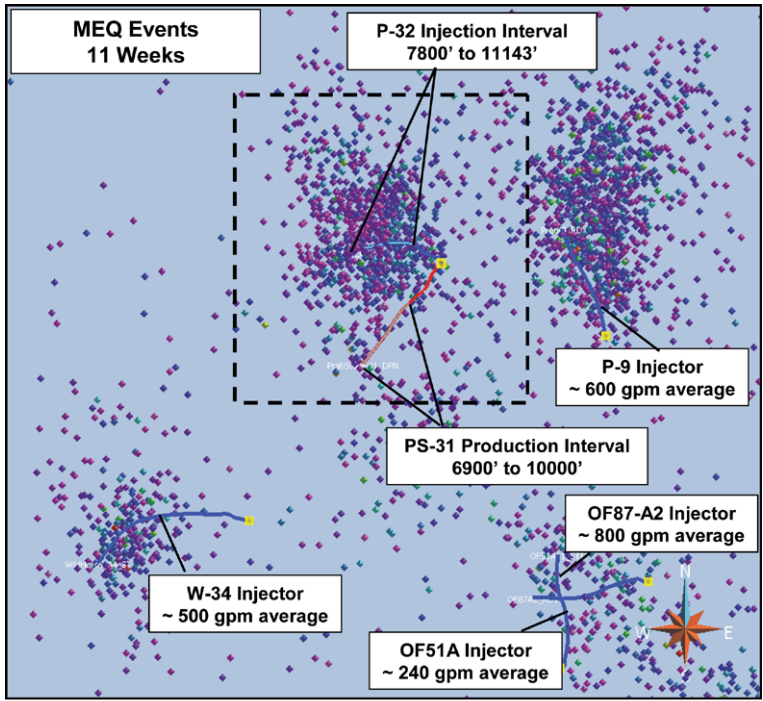 MEQ Events
11 Weeks
P-32 Injection Interval
7800' to 11143'
P-9 Injector
~ 600 gpm average
PS-31 Production Interval
6900' to 10000'
OF87-A2 Injector
~ 800 gpm average
W-34 Injector
~ 500 gpm average
OF51A Injector
~ 240 gpm average
N
W
E